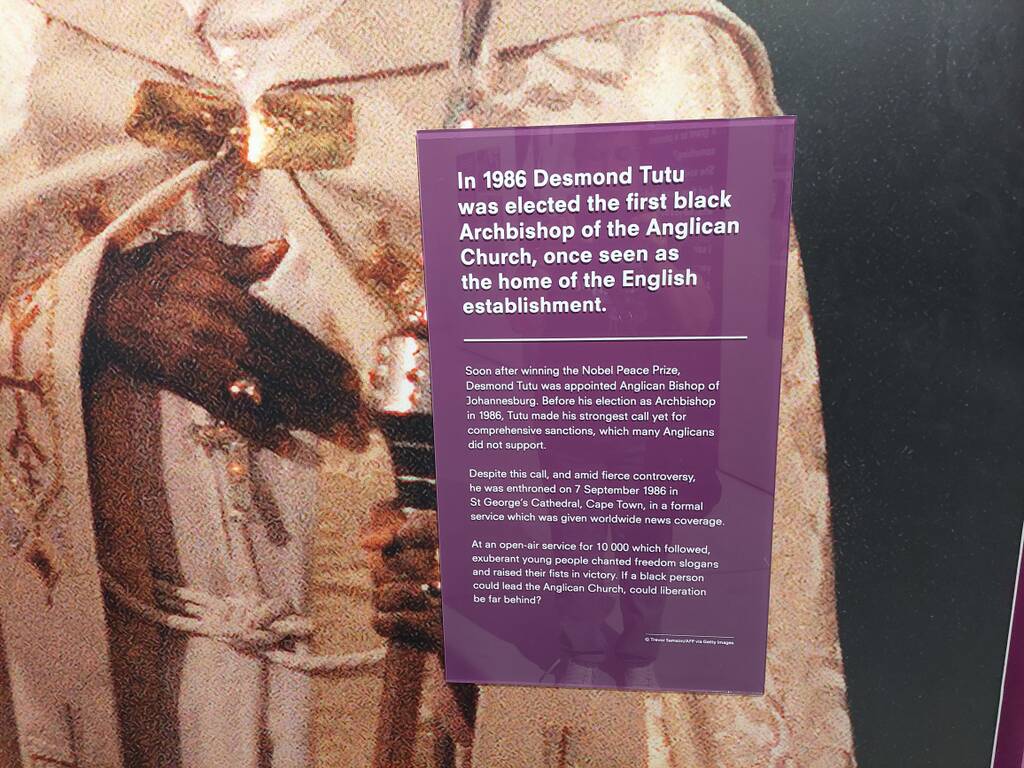 In 1986 Desmond Tutu
was elected the first black
Archbishop of the Anglican
Church, once seen as
the home of the English
establishment.
Soon after winning the Nobel Peace Prize,
Desmond Tutu was appointed Anglican Bishop of
Johannesburg. Before his election as Archbishop
in 1986, Tutu made his strongest call yet for
comprehensive sanctions, which many Anglicans
did not support.
Despite this call, and amid fierce controversy,
he was enthroned on 7 September 1986 in
St George's Cathedral, Cape Town, in a formal
service which was given worldwide news coverage.
At an open-air service for 10 000 which followed,
exuberant young people chanted freedom slogans
and raised their fists in victory. If a black person
could lead the Anglican Church, could liberation
be far behind?
© Trevor Samson/AFP via Getty Images